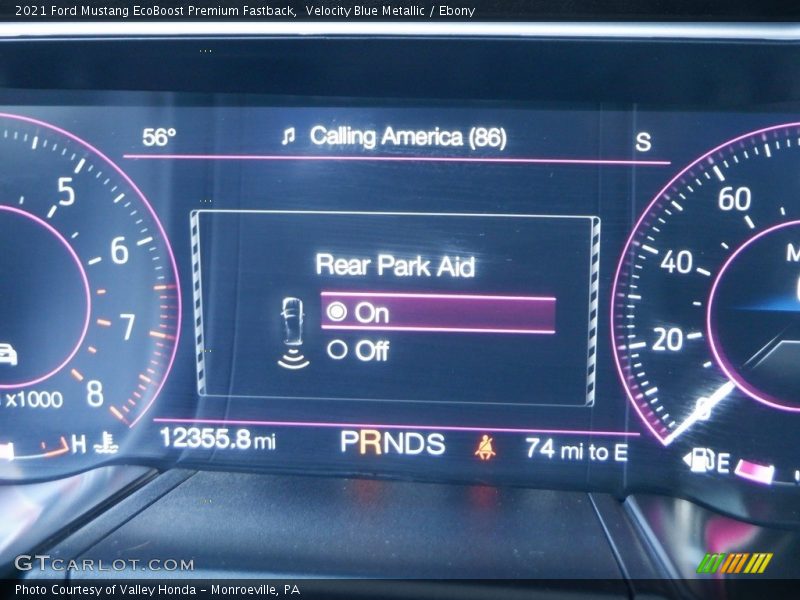 2021 Ford Mustang EcoBoost Premium Fastback,  Velocity Blue Metallic / Ebony
56° Calling America (86) S
5
6
7
8
x1000
60
40
20
0
M
Rear Park Aid
On
Off
H
12355.8 mi PRNDS 74 mi to E
E
GTCARLOT.COM
Photo Courtesy of Valley Honda - Monroeville, PA